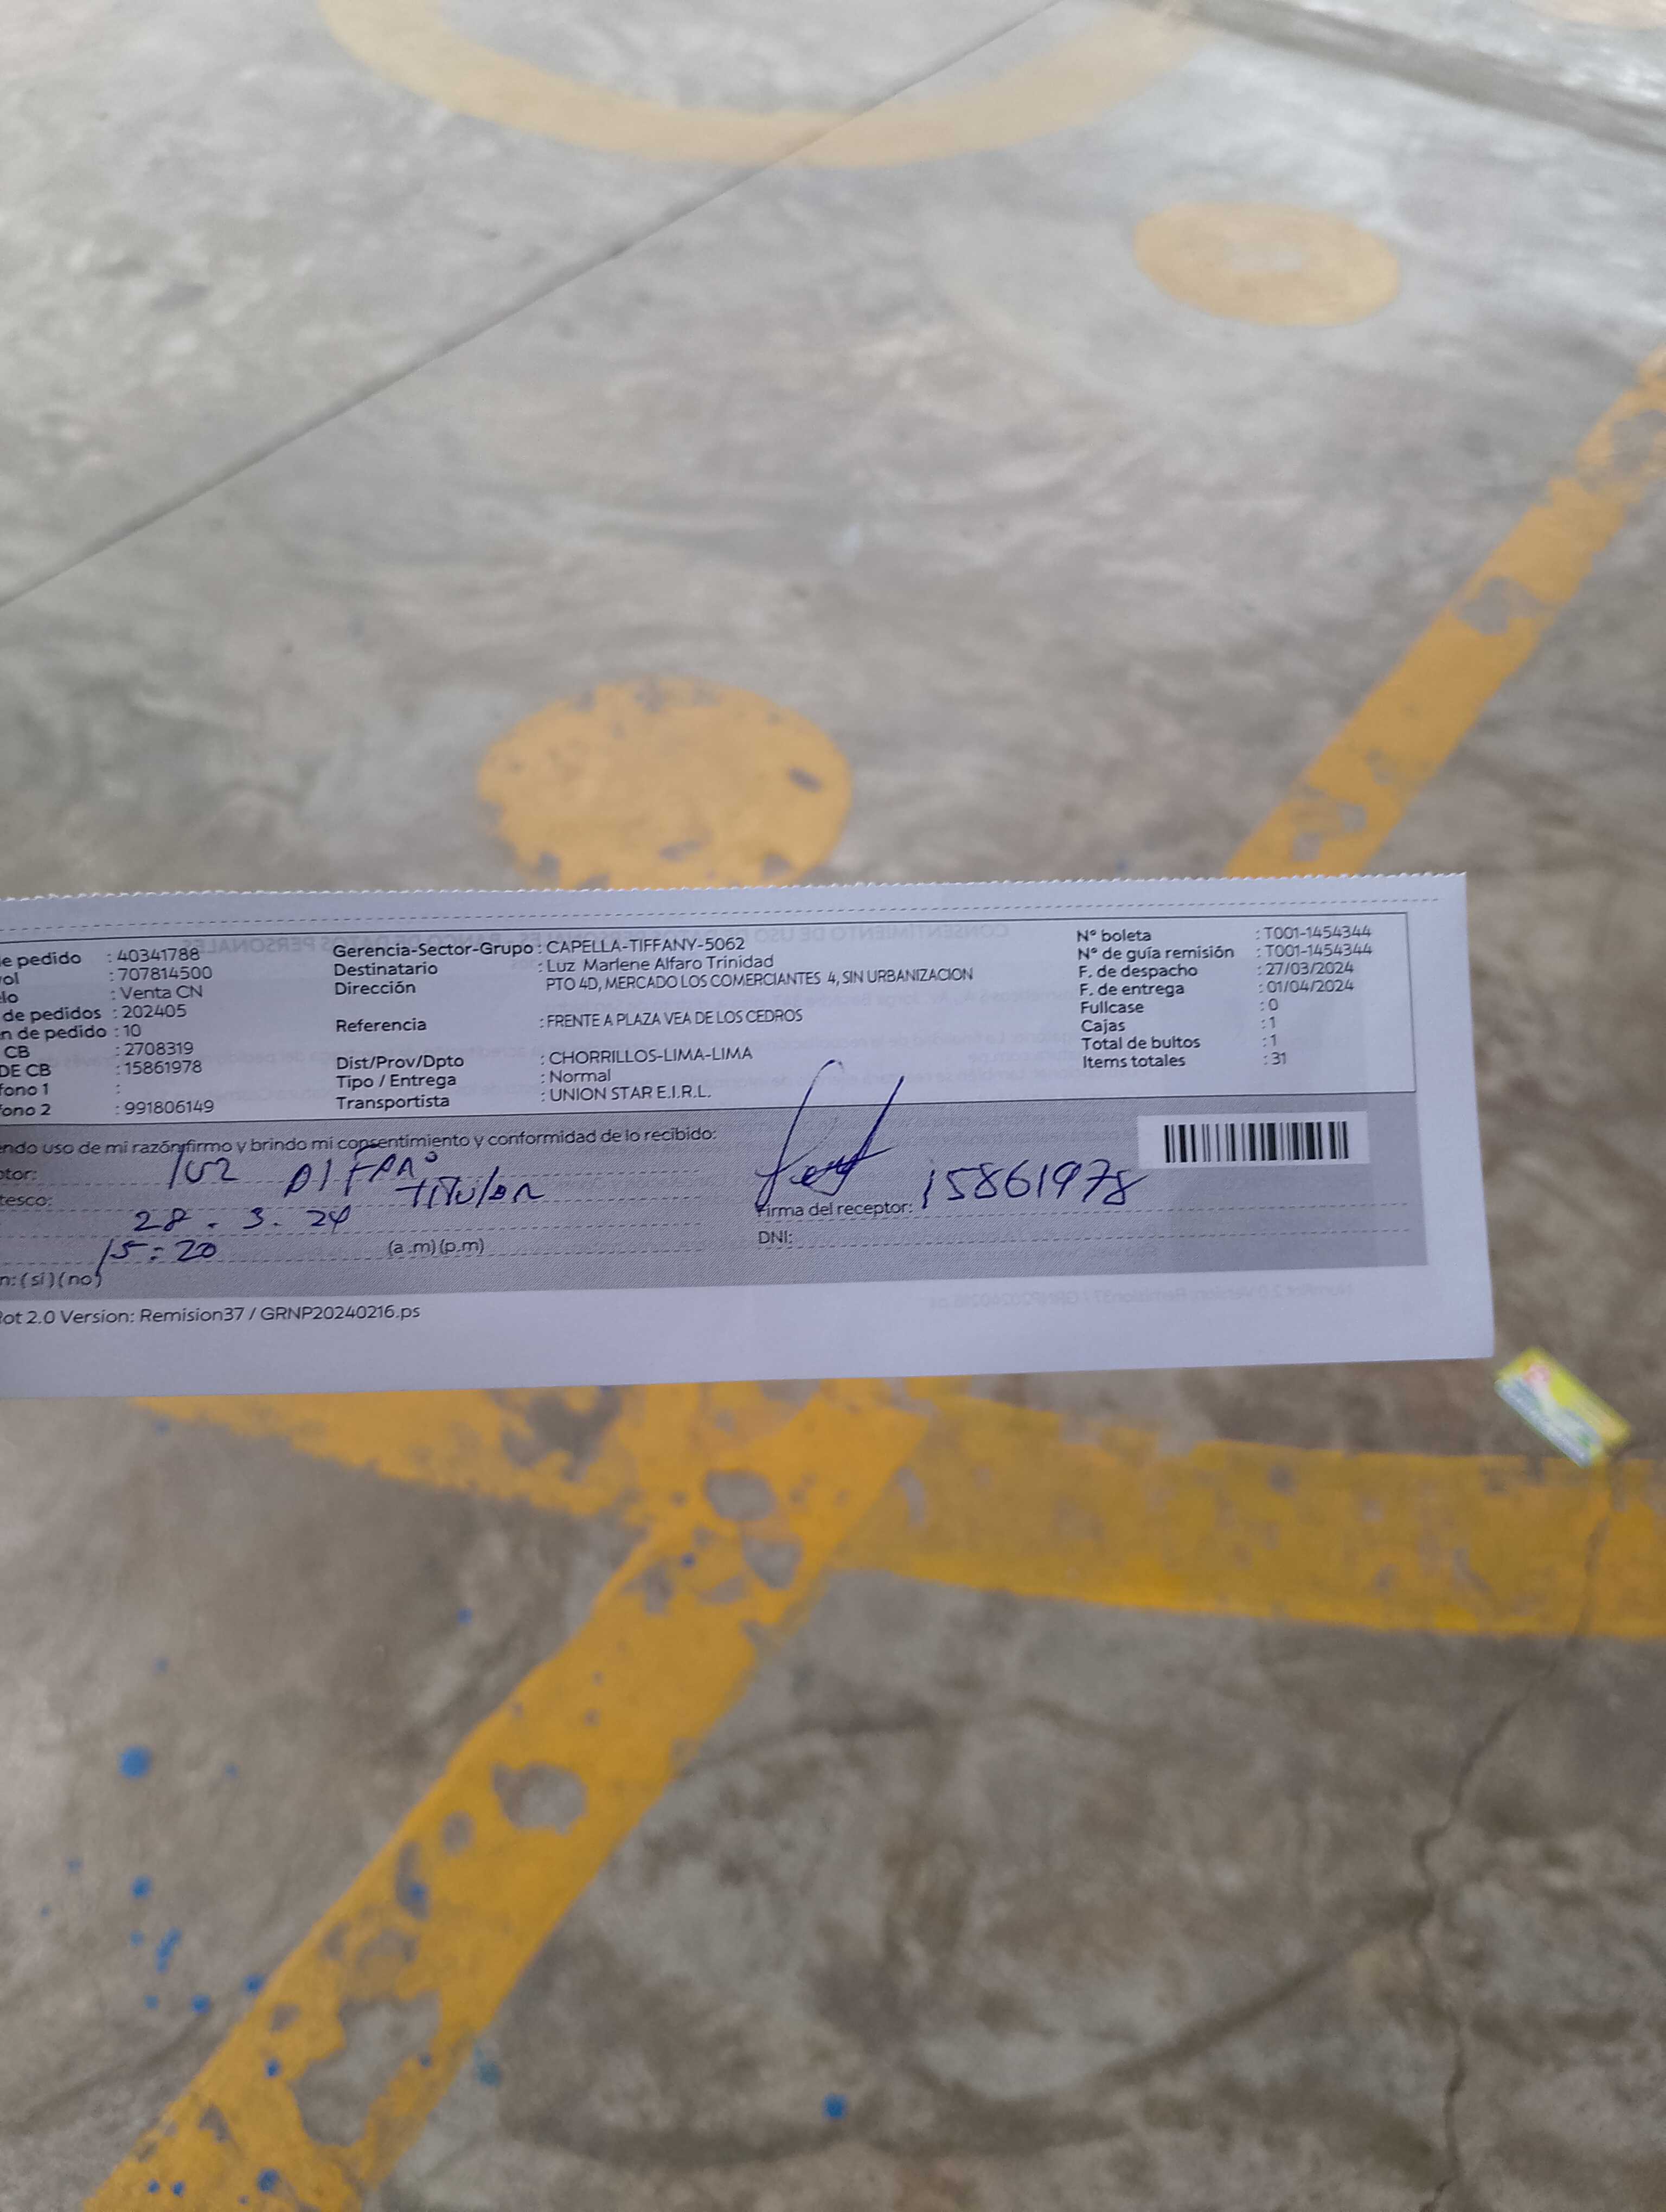 e pedido : 40341788
ol : 707814500
lo : Venta CN
de pedidos : 202405
n de pedido : 10
CB : 2708319
DE CB : 15861978
fono 1 :
fono 2 : 991806149
Gerencia-Sector-Grupo : CAPELLA-TIFFANY-5062
Destinatario : Luz Marlene Alfaro Trinidad
Dirección PTO 4D, MERCADO LOS COMERCIANTES 4, SIN URBANIZACION
Referencia : FRENTE A PLAZA VEA DE LOS CEDROS
Dist/Prov/Dpto : CHORRILLOS-LIMA-LIMA
Tipo / Entrega : Normal
Transportista : UNION STAR E.I.R.L.
N° boleta : T001-1454344
N° de guía remisión : T001-1454344
F. de despacho : 27/03/2024
F. de entrega : 01/04/2024
Fullcase : 0
Cajas : 1
Total de bultos : 1
Items totales : 31
endo uso de mi razón firmo y brindo mi consentimiento y conformidad de lo recibido:
ptor: luz Alfaro
tesco: titular
28 . 3 . 24
15:20 (a .m) (p.m)
n: (si) (no)
Firma del receptor: 15861978
DNI:
Rot 2.0 Version: Remision37 / GRNP20240216.ps